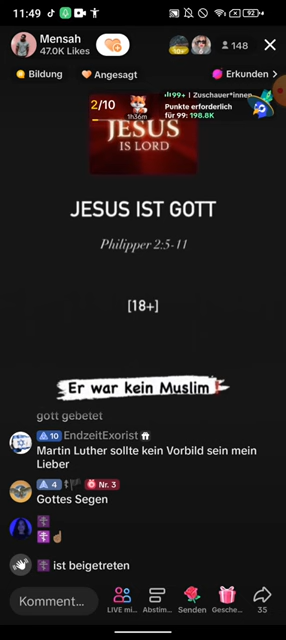 11:49
92
Mensah
47.0K Likes
10+
148
Bildung
Angesagt
Erkunden
2/10
1h36m
99+ | Zuschauer*innen
Punkte erforderlich
für 99: 198.8K
JESUS
IS LORD
JESUS IST GOTT
Philipper 2:5-11
[18+]
Er war kein Muslim❗
gott gebetet
10 EndzeitExorist
Martin Luther sollte kein Vorbild sein mein
Lieber
4 Nr. 3
Gottes Segen
☦️
☦️☝🏽
☦️ ist beigetreten
Komment...
LIVE mi...
Abstim...
Senden
Gesche...
35